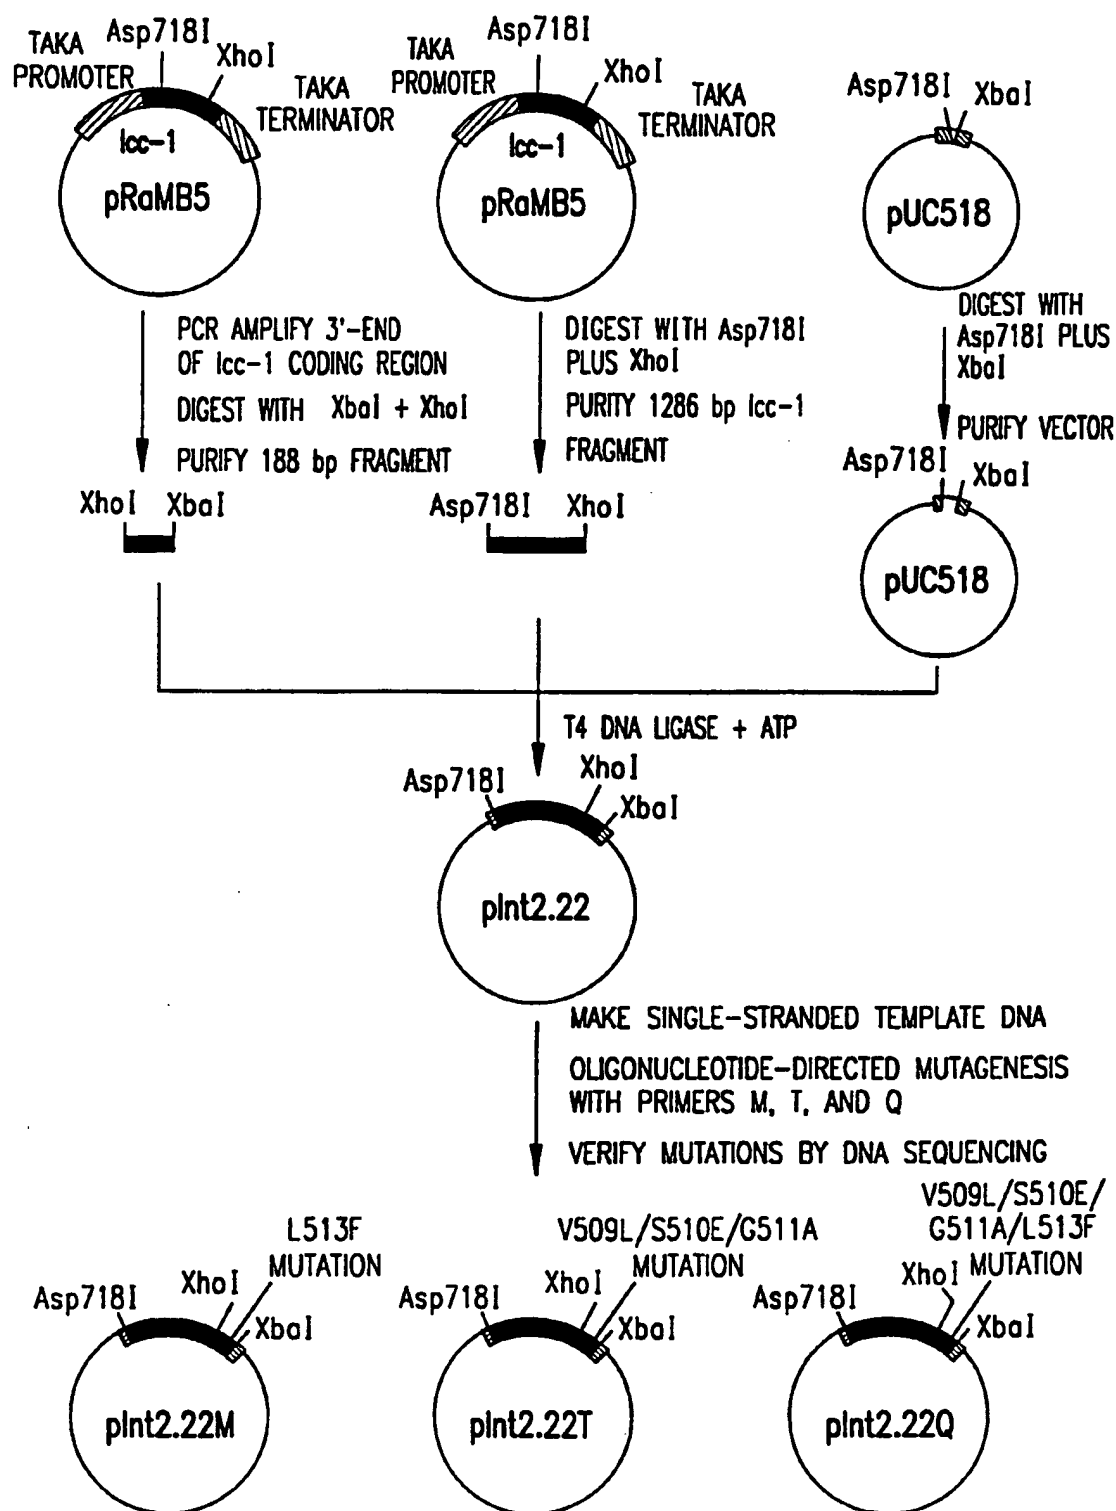 TAKA
PROMOTER
Asp718I
XhoI
TAKA
TERMINATOR
lcc-1
pRaMB5
TAKA
PROMOTER
Asp718I
XhoI
TAKA
TERMINATOR
lcc-1
pRaMB5
Asp718I
XbaI
pUC518
PCR AMPLIFY 3'-END
OF lcc-1 CODING REGION
DIGEST WITH XbaI + XhoI
PURIFY 188 bp FRAGMENT
DIGEST WITH Asp718I
PLUS XhoI
PURITY 1286 bp lcc-1
FRAGMENT
DIGEST WITH
Asp718I PLUS
XbaI
PURIFY VECTOR
XhoI XbaI
Asp718I XhoI
Asp718I
XbaI
pUC518
T4 DNA LIGASE + ATP
Asp718I
XhoI
XbaI
pInt2.22
MAKE SINGLE-STRANDED TEMPLATE DNA
OLIGONUCLEOTIDE-DIRECTED MUTAGENESIS
WITH PRIMERS M, T, AND Q
VERIFY MUTATIONS BY DNA SEQUENCING
L513F
MUTATION
Asp718I
XhoI
XbaI
pInt2.22M
V509L/S510E/G511A
MUTATION
Asp718I
XhoI
XbaI
pInt2.22T
V509L/S510E/
G511A/L513F
MUTATION
Asp718I
XhoI
XbaI
pInt2.22Q